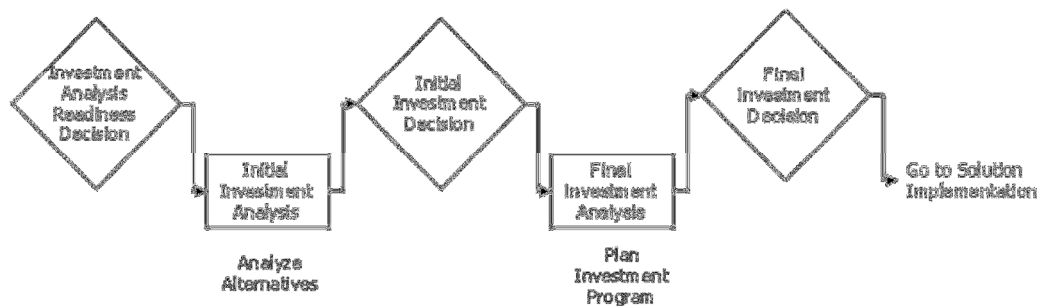 Investment
Analysis
Readiness
Decision
Initial
Investment
Analysis
Analyze
Alternatives
Initial
Investment
Decision
Final
Investment
Analysis
Plan
Investment
Program
Final
Investment
Decision
Go to Solution
Implementation